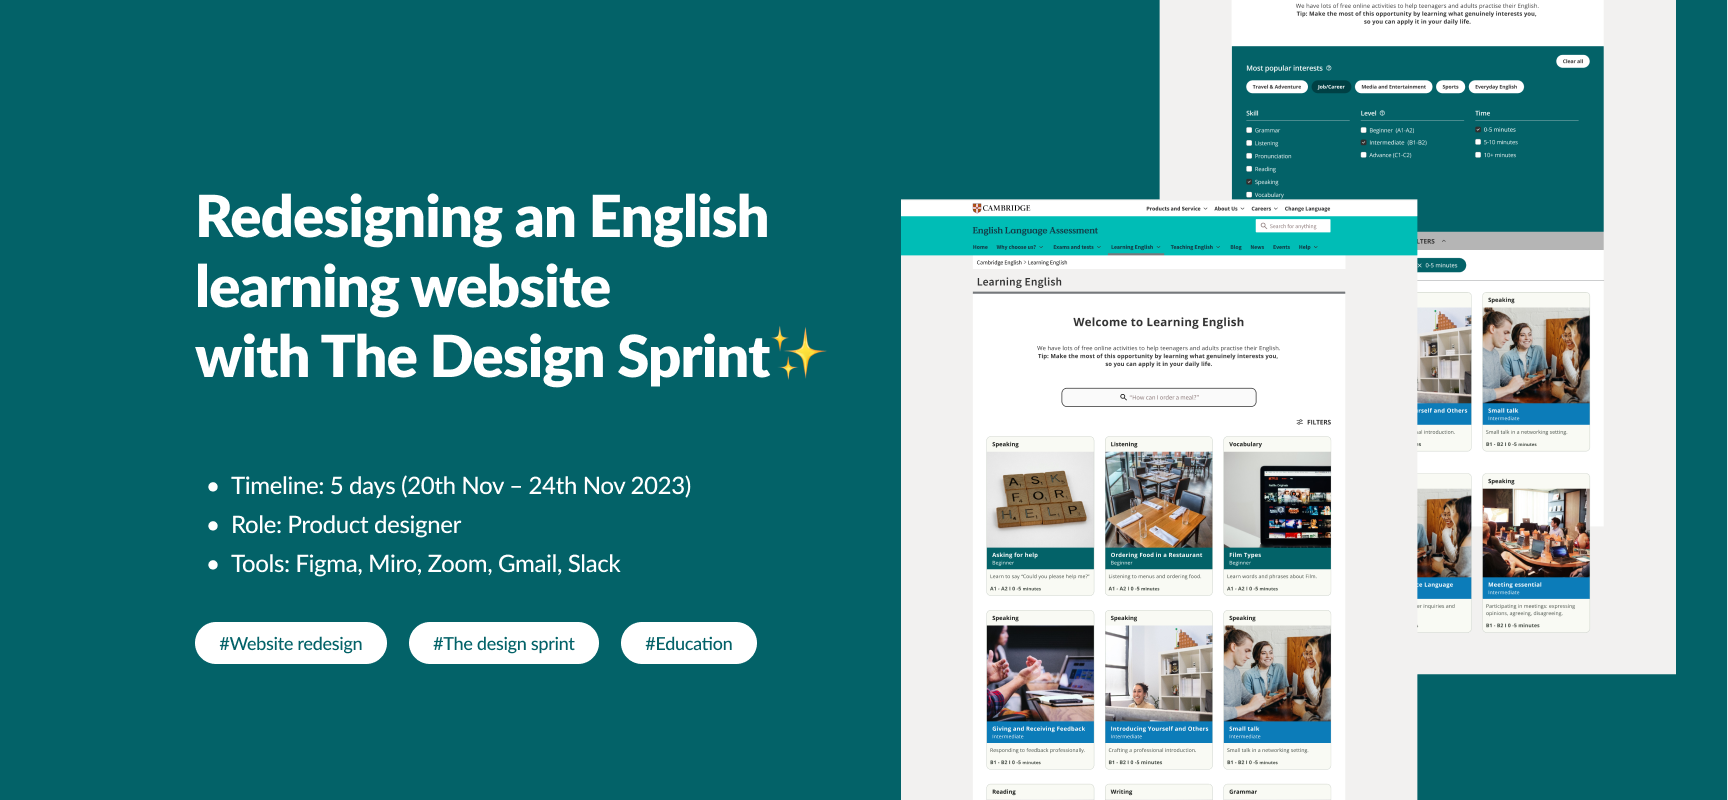 Redesigning an English
learning website
with The Design Sprint✨
● Timeline: 5 days (20th Nov – 24th Nov 2023)
● Role: Product designer
● Tools: Figma, Miro, Zoom, Gmail, Slack
#Website redesign
#The design sprint
#Education
We have lots of free online activities to help teenagers and adults practise their English.
Tip: Make the most of this opportunity by learning what genuinely interests you,
so you can apply it in your daily life.
Clear all
Most popular interests
Travel & Adventure
Job/Career
Media and Entertainment
Sports
Everyday English
Skill
Grammar
Listening
Pronunciation
Reading
Speaking
Vocabulary
Level
Beginner (A1-A2)
Intermediate (B1-B2)
Advance (C1-C2)
Time
0-5 minutes
5-10 minutes
10+ minutes
LTERS
× 0-5 minutes
CAMBRIDGE
Products and Service
About Us
Careers
Change Language
English Language Assessment
Search for anything
Home
Why choose us?
Exams and tests
Learning English
Teaching English
Blog
News
Events
Help
Cambridge English > Learning English
Learning English
Welcome to Learning English
We have lots of free online activities to help teenagers and adults practise their English.
Tip: Make the most of this opportunity by learning what genuinely interests you,
so you can apply it in your daily life.
"How can I order a meal?"
FILTERS
Speaking
ASK
FOR
HELP
Asking for help
Beginner
Learn to say "Could you please help me?"
A1 - A2 I 0 -5 minutes
Listening
Ordering Food in a Restaurant
Beginner
Listening to menus and ordering food.
A1 - A2 I 0 -5 minutes
Vocabulary
Film Types
Beginner
Learn words and phrases about Film.
A1 - A2 I 0 -5 minutes
Speaking
Giving and Receiving Feedback
Intermediate
Responding to feedback professionally.
B1 - B2 I 0 -5 minutes
Speaking
Introducing Yourself and Others
Intermediate
Crafting a professional introduction.
B1 - B2 I 0 -5 minutes
Speaking
Small talk
Intermediate
Small talk in a networking setting.
B1 - B2 I 0 -5 minutes
Reading
Writing
Grammar
rself and Others
al introduction.
es
Speaking
Small talk
Intermediate
Small talk in a networking setting.
B1 - B2 I 0 -5 minutes
ce Language
er inquiries and
Speaking
Meeting essential
Intermediate
Participating in meetings: expressing
opinions, agreeing, disagreeing.
B1 - B2 I 0 -5 minutes